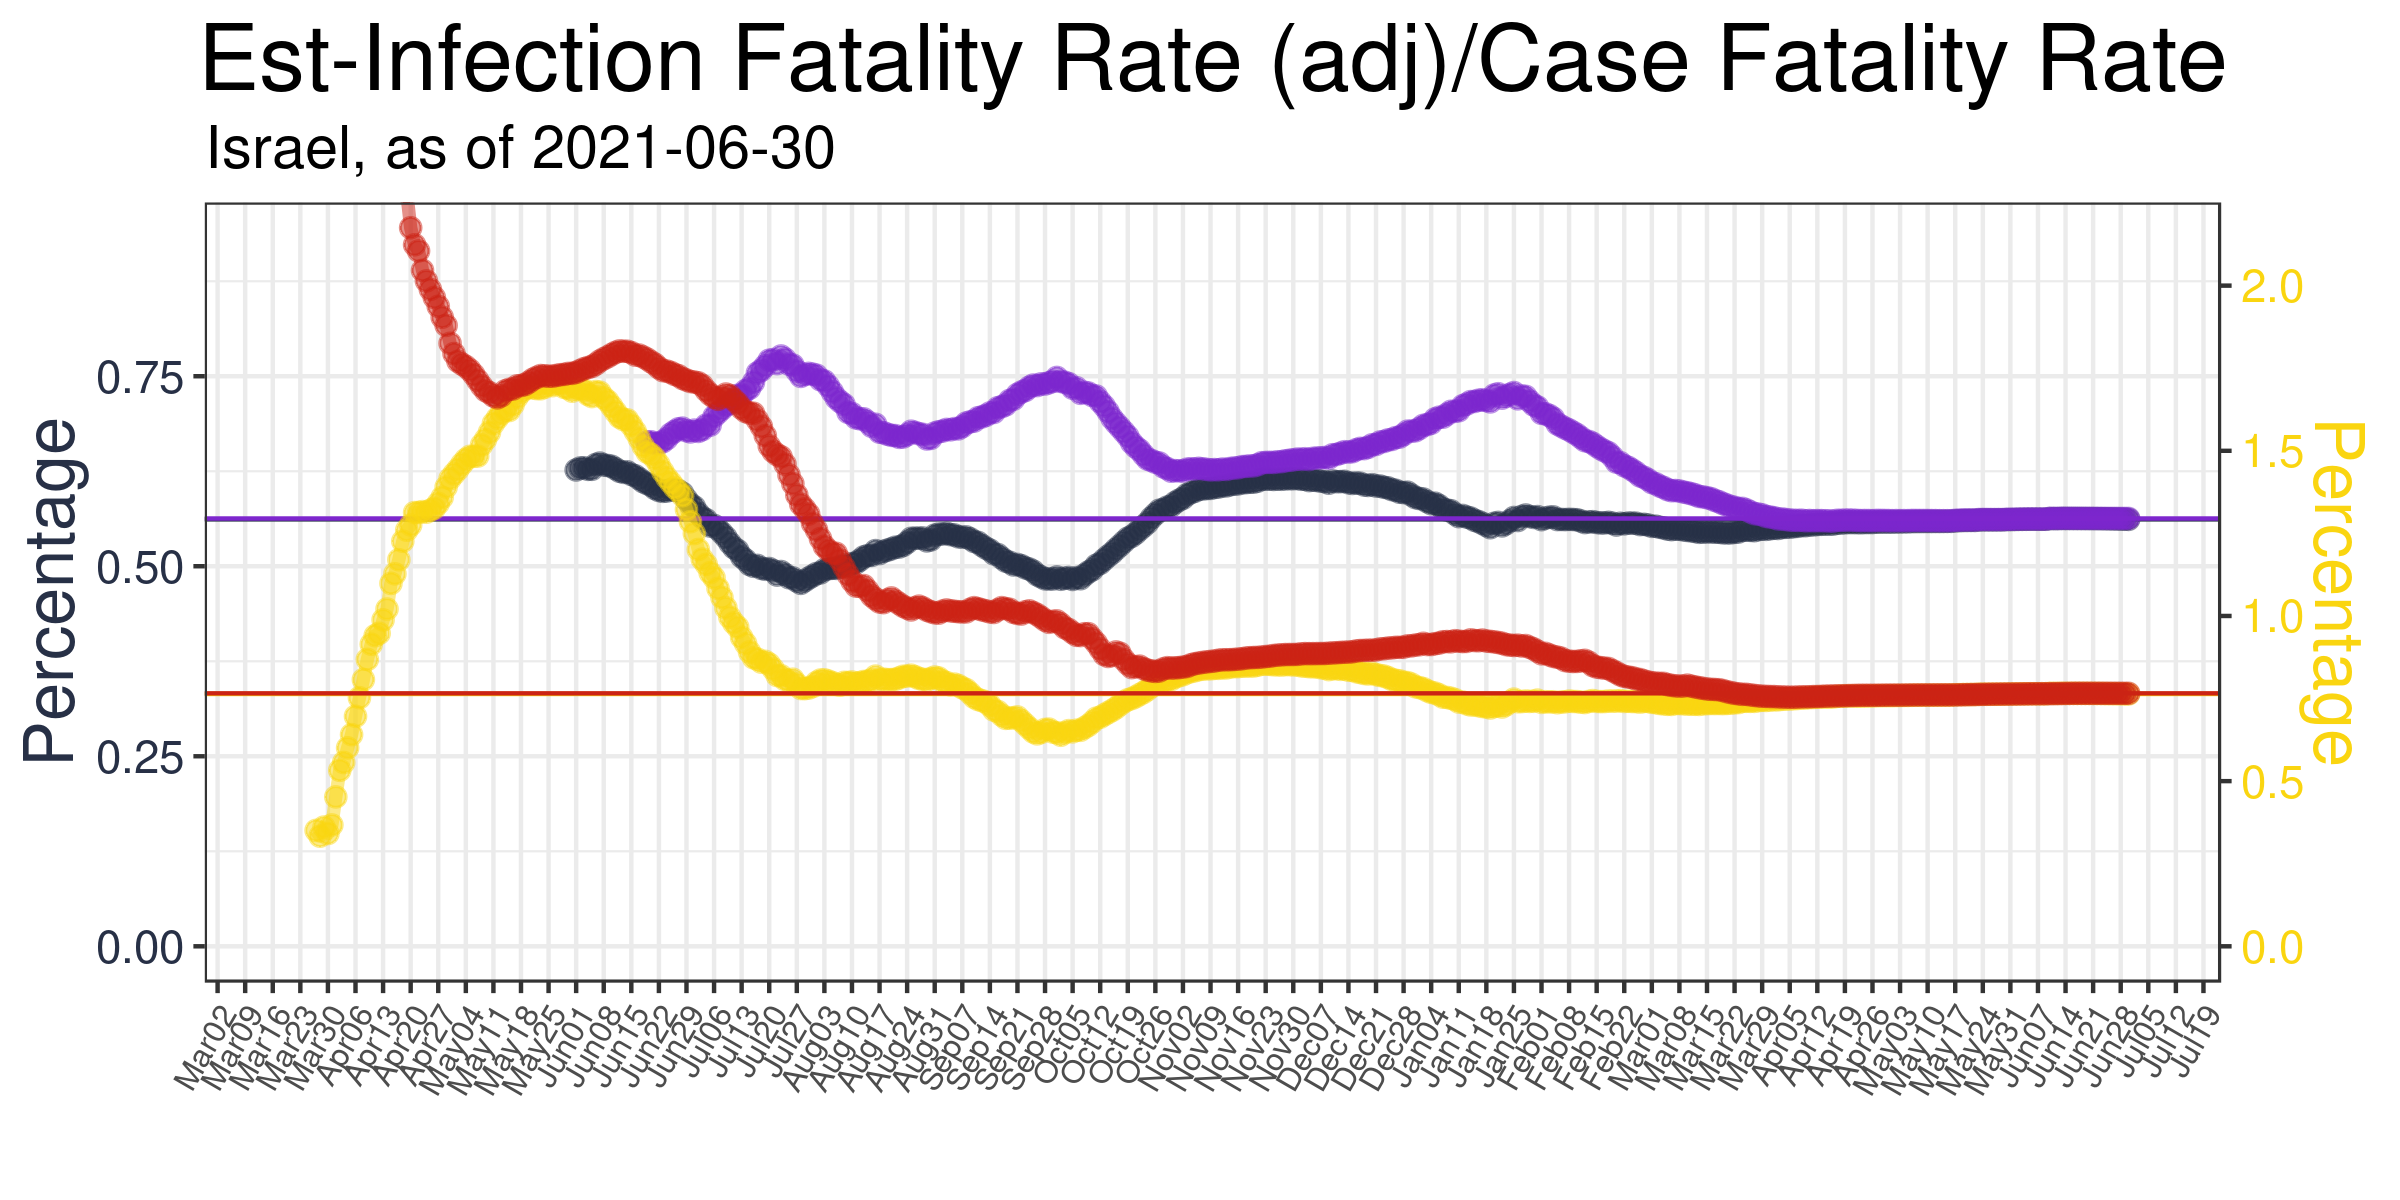 Est-Infection Fatality Rate (adj)/Case Fatality Rate
Israel, as of 2021-06-30
Percentage
0.75
0.50
0.25
0.00
2.0
1.5
1.0
0.5
0.0
Percentage
Mar02 Mar09 Mar16 Mar23 Mar30 Apr06 Apr13 Apr20 Apr27 May04 May11 May18 May25 Jun01 Jun08 Jun15 Jun22 Jun29 Jul06 Jul13 Jul20 Jul27 Aug03 Aug10 Aug17 Aug24 Aug31 Sep07 Sep14 Sep21 Sep28 Oct05 Oct12 Oct19 Oct26 Nov02 Nov09 Nov16 Nov23 Nov30 Dec07 Dec14 Dec21 Dec28 Jan04 Jan11 Jan18 Jan25 Feb01 Feb08 Feb15 Feb22 Mar01 Mar08 Mar15 Mar22 Mar29 Apr05 Apr12 Apr19 Apr26 May03 May10 May17 May24 May31 Jun07 Jun14 Jun21 Jun28 Jul05 Jul12 Jul19